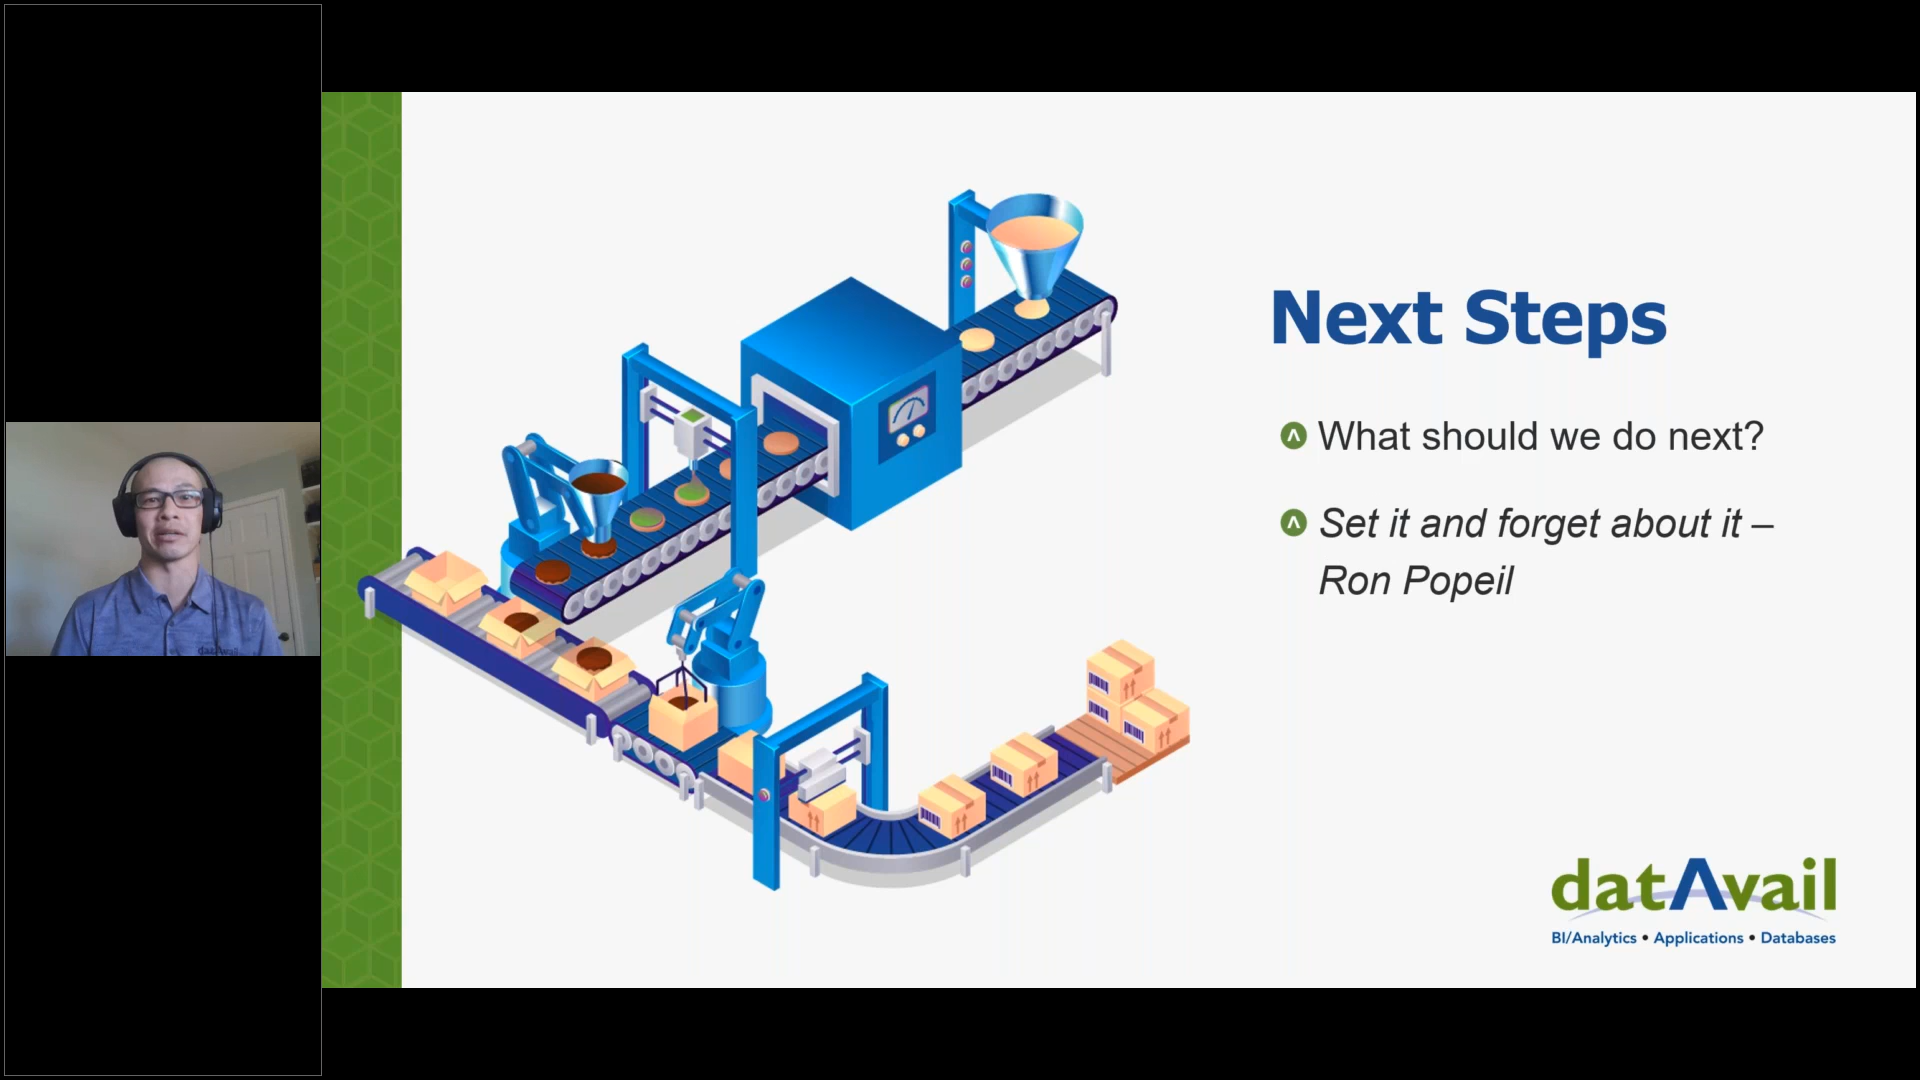 Next Steps
What should we do next?
Set it and forget about it –
Ron Popeil
datAvail
BI/Analytics • Applications • Databases
datAvail